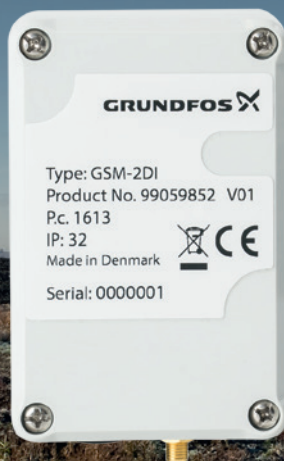 GRUNDFOS
Type: GSM-2DI
Product No. 99059852 V01
P.c. 1613
IP: 32
Made in Denmark
CE
Serial: 0000001